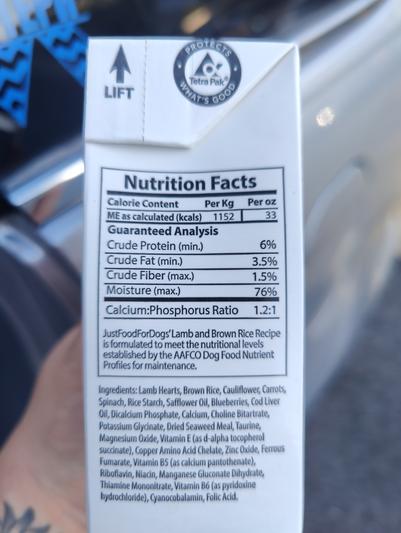 LIFT
PROTECTS
Tetra Pak
WHAT'S GOOD
Nutrition Facts
Calorie Content Per Kg Per oz
ME as calculated (kcals) 1152 33
Guaranteed Analysis
Crude Protein (min.) 6%
Crude Fat (min.) 3.5%
Crude Fiber (max.) 1.5%
Moisture (max.) 76%
Calcium:Phosphorus Ratio 1.2:1
JustFoodForDogs' Lamb and Brown Rice Recipe
is formulated to meet the nutritional levels
established by the AAFCO Dog Food Nutrient
Profiles for maintenance.
Ingredients: Lamb Hearts, Brown Rice, Cauliflower, Carrots,
Spinach, Rice Starch, Safflower Oil, Blueberries, Cod Liver
Oil, Dicalcium Phosphate, Calcium, Choline Bitartrate,
Potassium Glycinate, Dried Seaweed Meal, Taurine,
Magnesium Oxide, Vitamin E (as d-alpha tocopherol
succinate), Copper Amino Acid Chelate, Zinc Oxide, Ferrous
Fumarate, Vitamin B5 (as calcium pantothenate),
Riboflavin, Niacin, Manganese Gluconate Dihydrate,
Thiamine Mononitrate, Vitamin B6 (as pyridoxine
hydrochloride), Cyanocobalamin, Folic Acid.